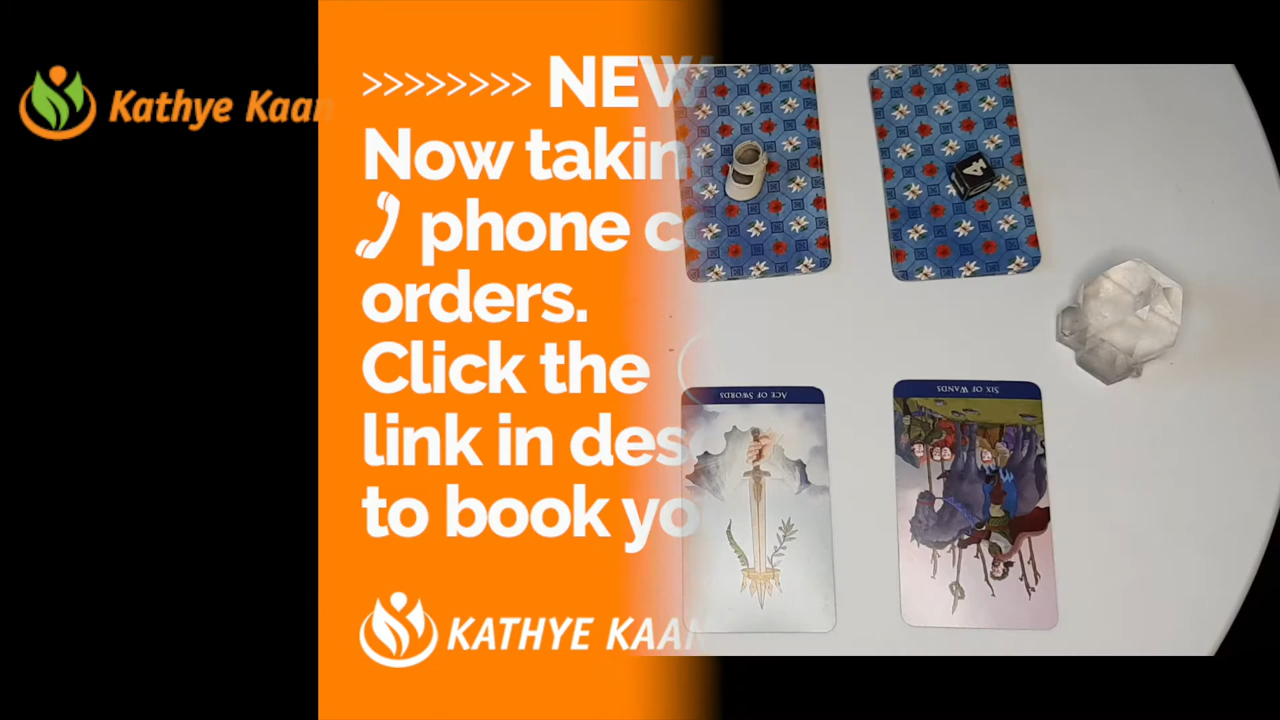 Kathye Kaan
>>>>>>>> NEW
Now takin
phone c
orders.
Click the
link in des
to book yo
KATHYE KAAN
4
ACE OF SWORDS
SIX OF WANDS